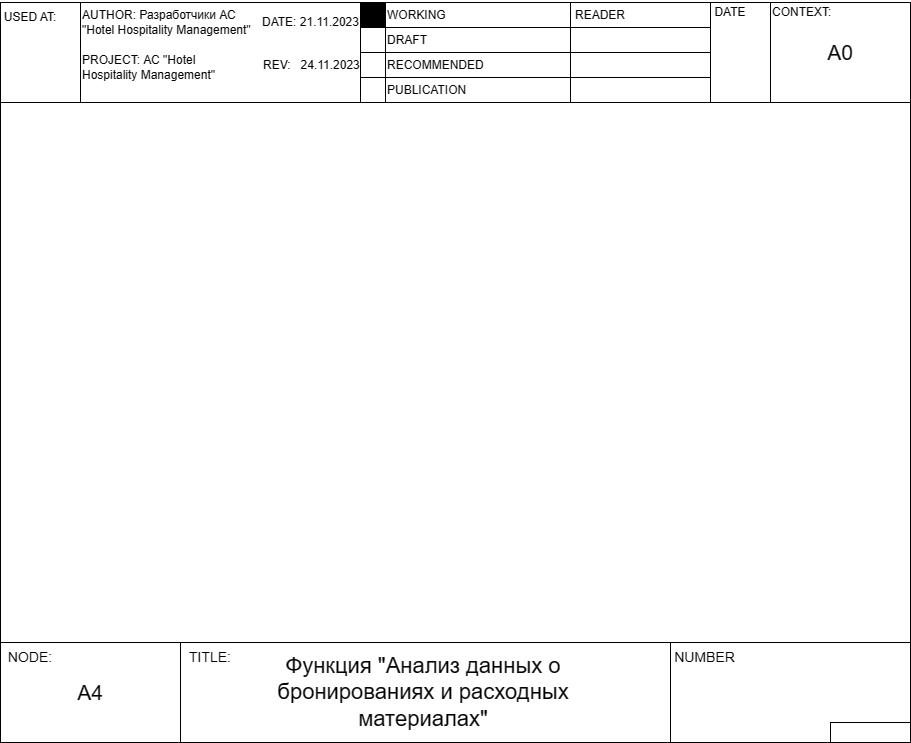 USED AT:
AUTHOR: Разработчики АС
"Hotel Hospitality Management"
DATE: 21.11.2023
PROJECT: АС "Hotel
Hospitality Management"
REV: 24.11.2023
WORKING
READER
DRAFT
RECOMMENDED
PUBLICATION
DATE
CONTEXT:
A0
NODE:
A4
TITLE:
Функция "Анализ данных о
бронированиях и расходных
материалах"
NUMBER